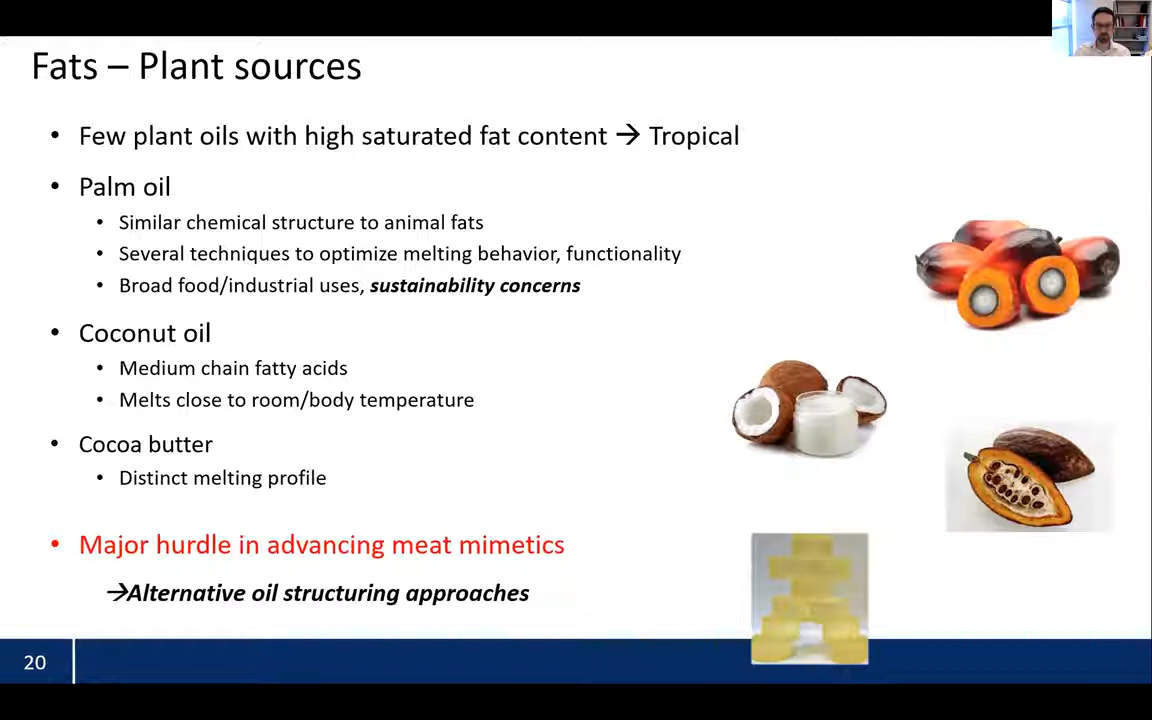 Fats – Plant sources
• Few plant oils with high saturated fat content → Tropical
• Palm oil
• Similar chemical structure to animal fats
• Several techniques to optimize melting behavior, functionality
• Broad food/industrial uses, sustainability concerns
• Coconut oil
• Medium chain fatty acids
• Melts close to room/body temperature
• Cocoa butter
• Distinct melting profile
• Major hurdle in advancing meat mimetics
→Alternative oil structuring approaches
20